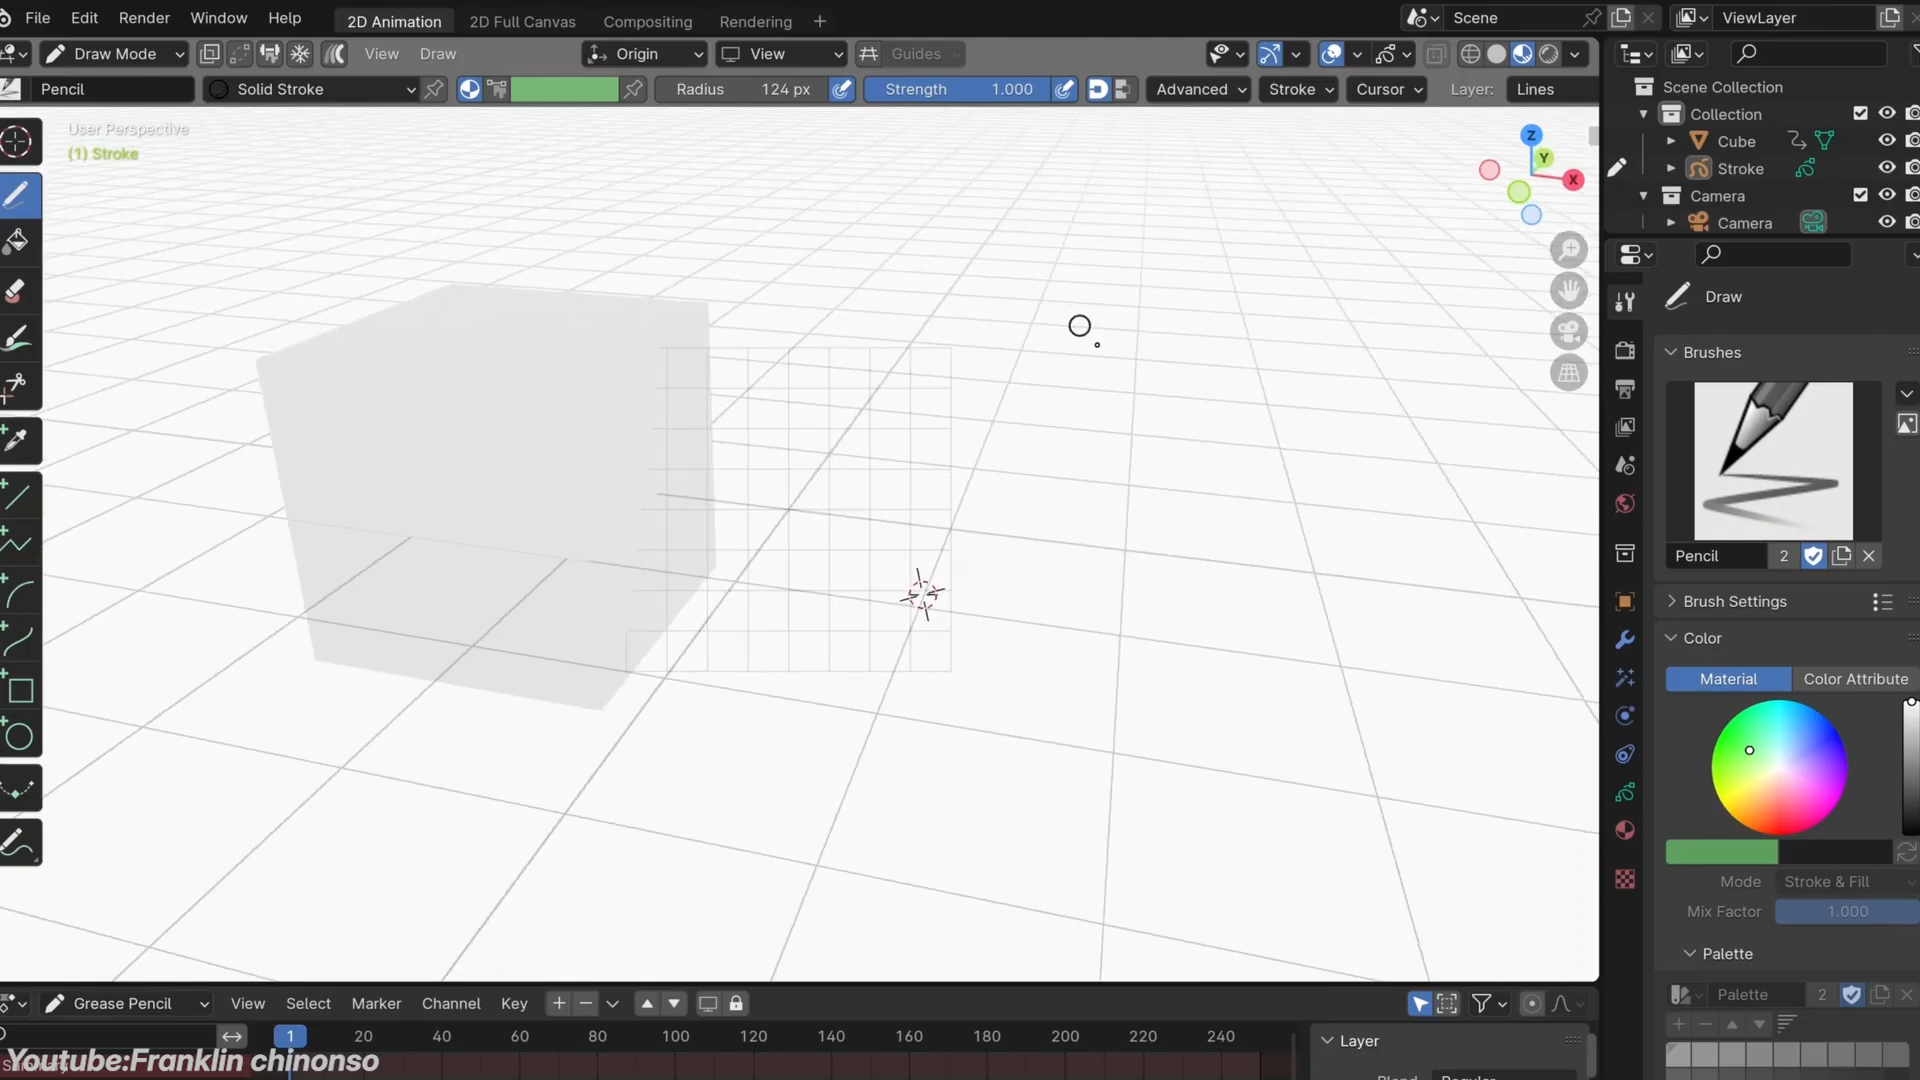 File Edit Render Window Help 2D Animation 2D Full Canvas Compositing Rendering + Scene ViewLayer
Draw Mode View Draw Origin View Guides
Pencil Solid Stroke Radius 124 px Strength 1.000 Advanced Stroke Cursor Layer: Lines
User Perspective
(1) Stroke
Z
Y
X
Scene Collection
Collection
Cube
Stroke
Camera
Camera
Draw
Brushes
Pencil 2
Brush Settings
Color
Material Color Attribute
Mode Stroke & Fill
Mix Factor 1.000
Palette
Palette 2
Grease Pencil View Select Marker Channel Key
1 20 40 60 80 100 120 140 160 180 200 220 240
Layer
Youtube:Franklin chinonso